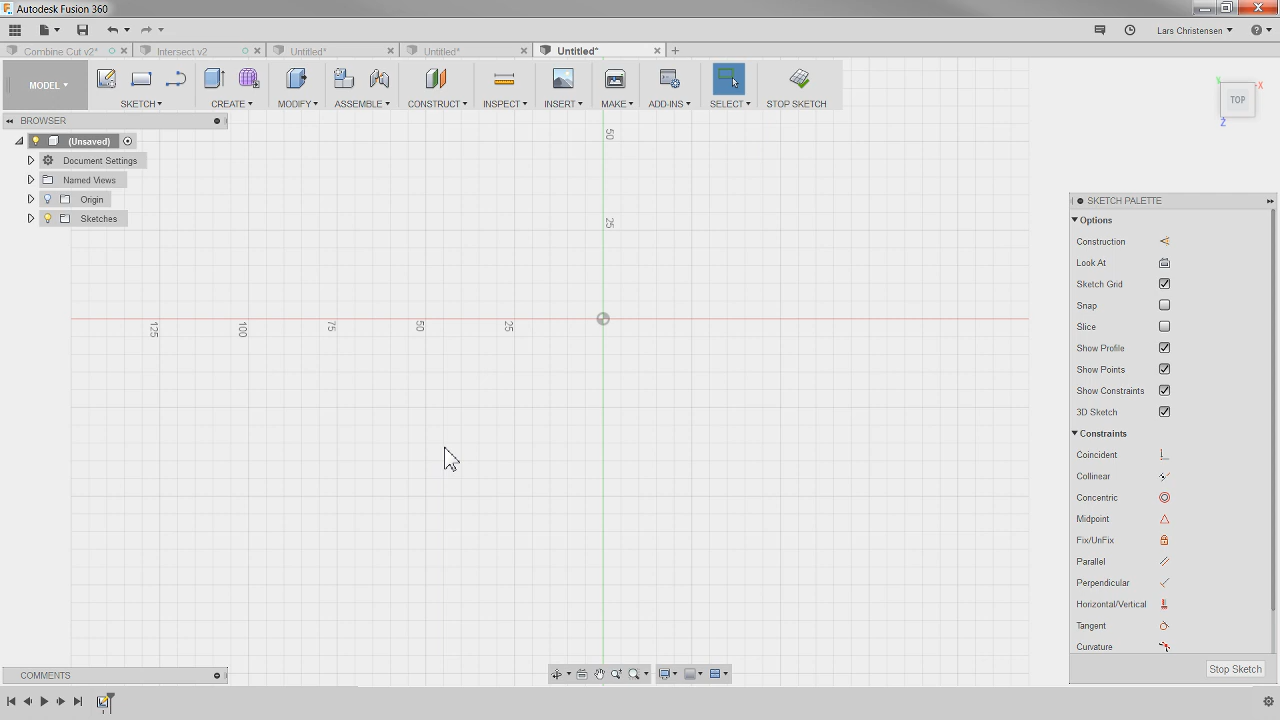 Autodesk Fusion 360
Lars Christensen
Combine Cut v2*
Intersect v2
Untitled*
Untitled*
Untitled*
MODEL
SKETCH
CREATE
MODIFY
ASSEMBLE
CONSTRUCT
INSPECT
INSERT
MAKE
ADD-INS
SELECT
STOP SKETCH
TOP
X
Y
Z
BROWSER
(Unsaved)
Document Settings
Named Views
Origin
Sketches
50
25
125
100
75
50
25
SKETCH PALETTE
Options
Construction
Look At
Sketch Grid
Snap
Slice
Show Profile
Show Points
Show Constraints
3D Sketch
Constraints
Coincident
Collinear
Concentric
Midpoint
Fix/UnFix
Parallel
Perpendicular
Horizontal/Vertical
Tangent
Curvature
Stop Sketch
COMMENTS